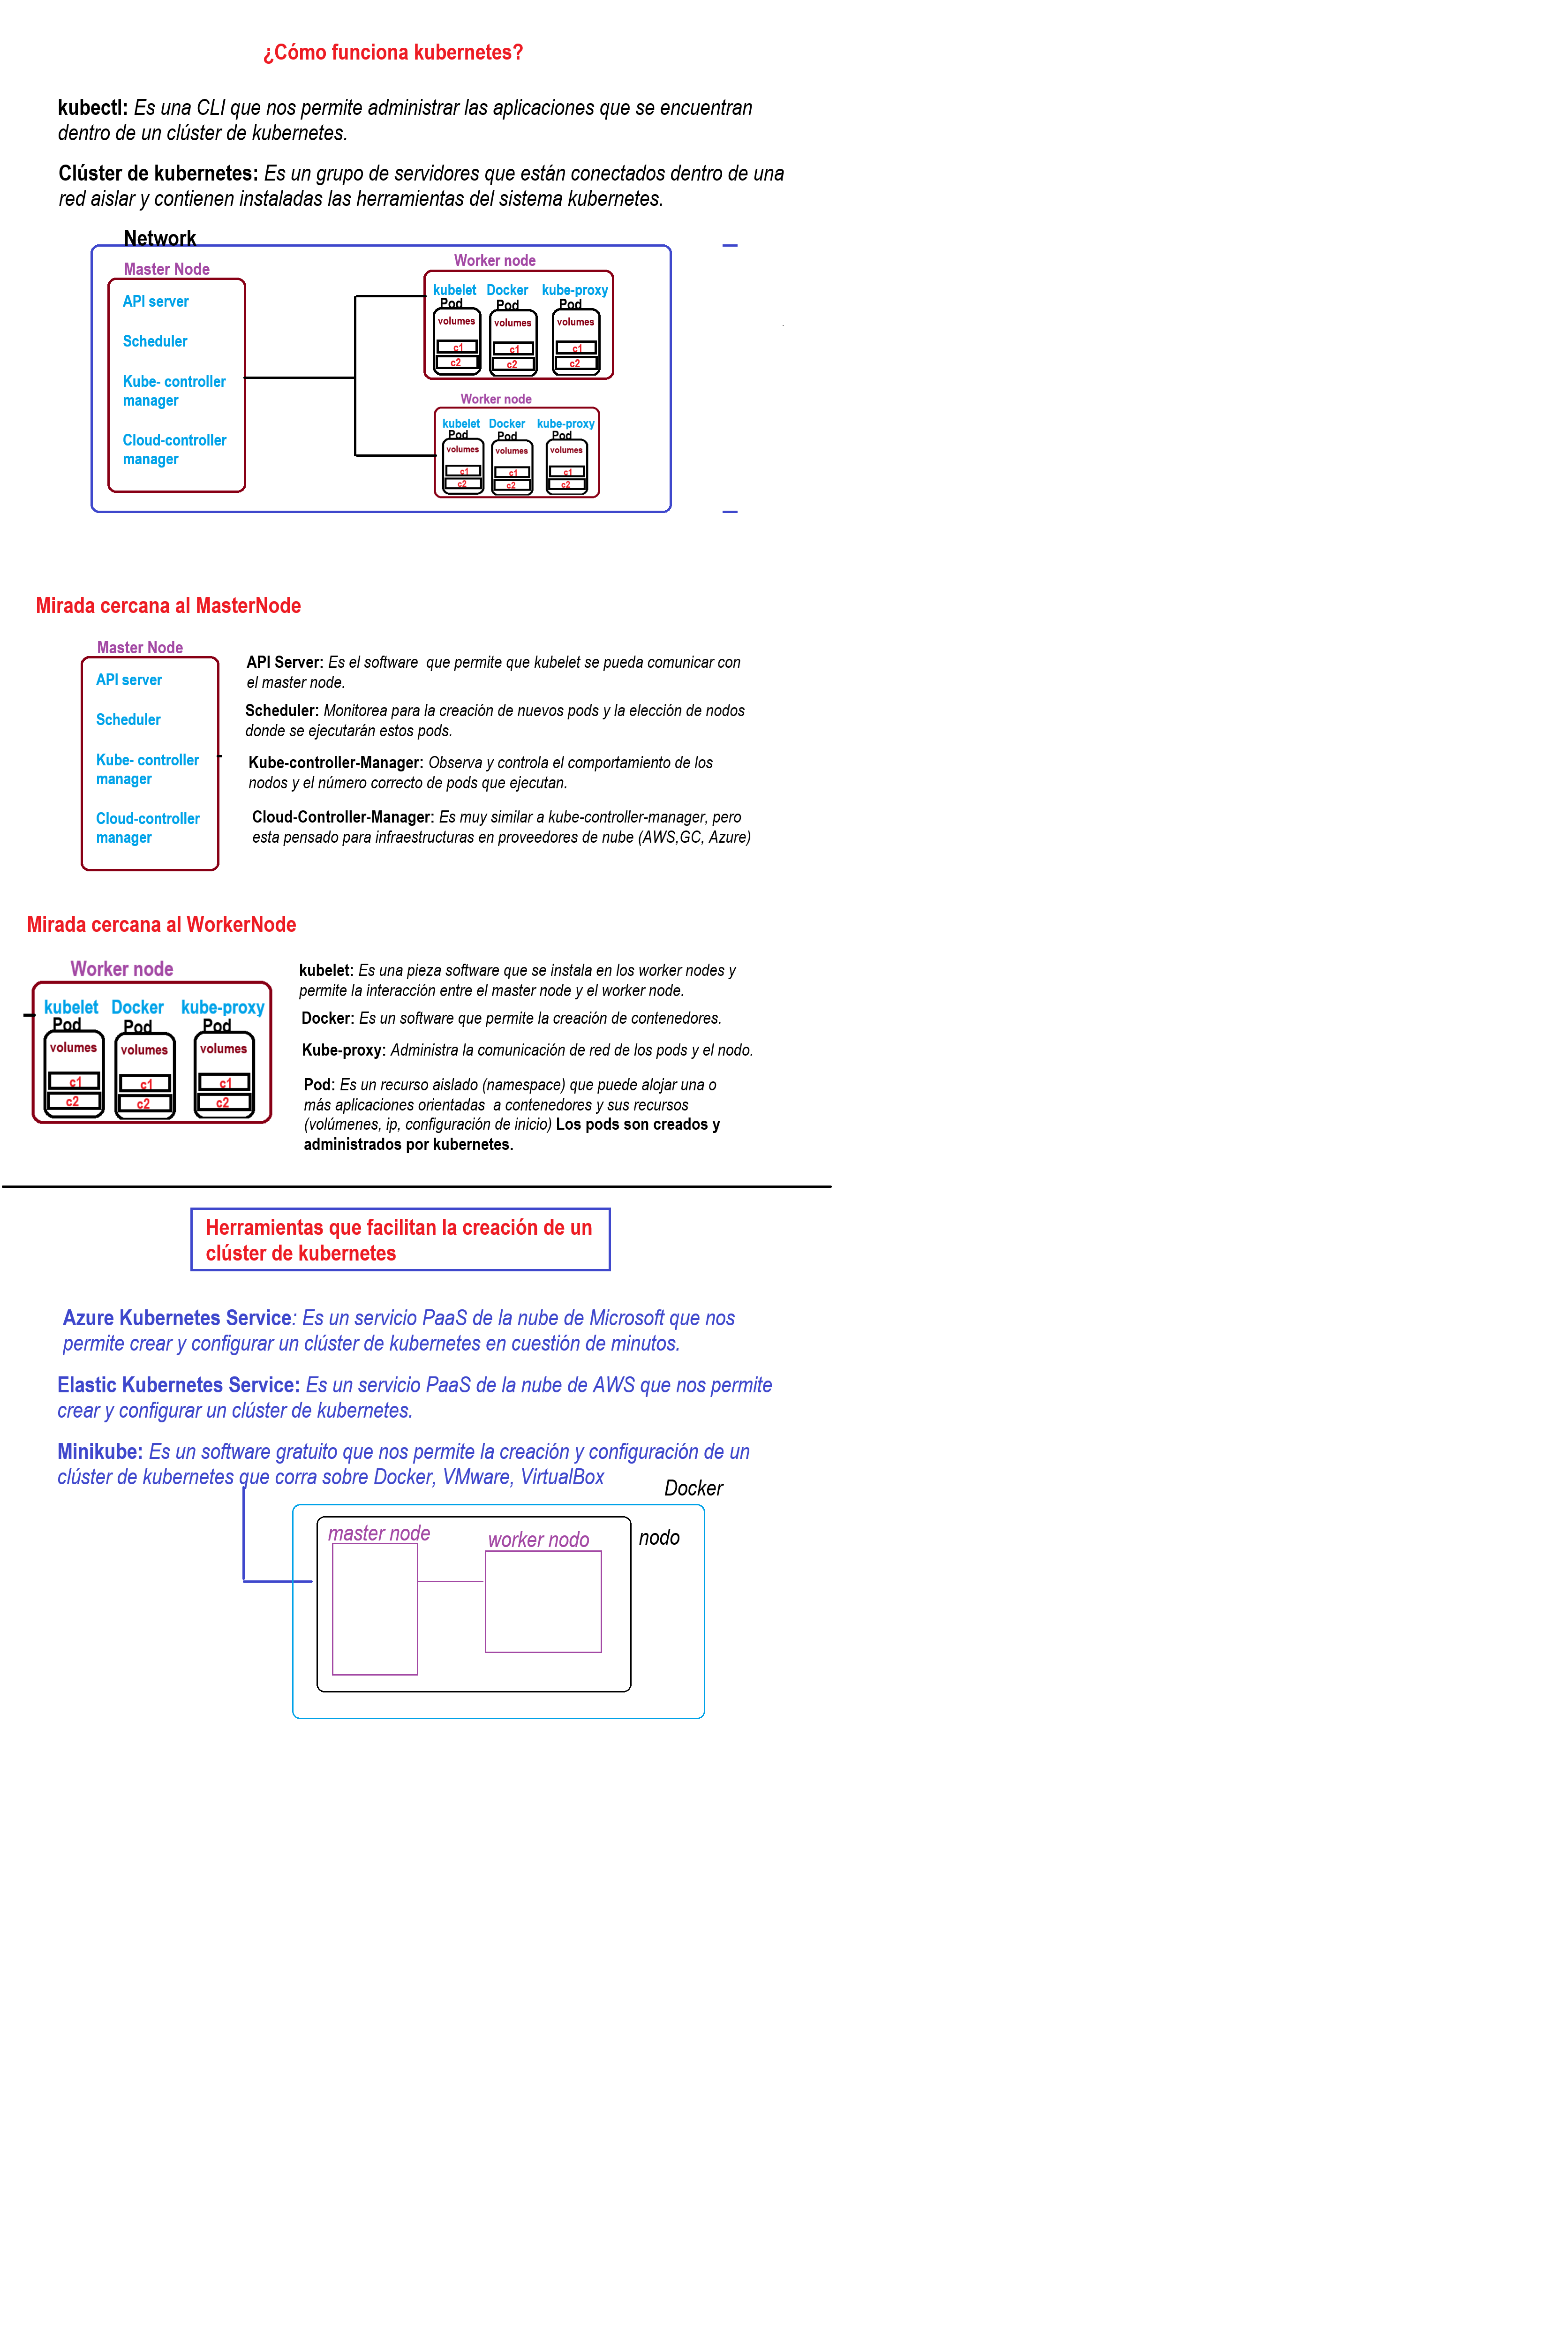 ¿Cómo funciona kubernetes?
kubectl: Es una CLI que nos permite administrar las aplicaciones que se encuentran
dentro de un clúster de kubernetes.
Clúster de kubernetes: Es un grupo de servidores que están conectados dentro de una
red aislar y contienen instaladas las herramientas del sistema kubernetes.
Network
Master Node
API server
Scheduler
Kube- controller
manager
Cloud-controller
manager
Worker node
kubelet Docker kube-proxy
Pod Pod Pod
volumes volumes volumes
c1 c1 c1
c2 c2 c2
Worker node
kubelet Docker kube-proxy
Pod Pod Pod
volumes volumes volumes
c1 c1 c1
c2 c2 c2
Mirada cercana al MasterNode
Master Node
API server
Scheduler
Kube- controller
manager
Cloud-controller
manager
API Server: Es el software que permite que kubelet se pueda comunicar con
el master node.
Scheduler: Monitorea para la creación de nuevos pods y la elección de nodos
donde se ejecutarán estos pods.
Kube-controller-Manager: Observa y controla el comportamiento de los
nodos y el número correcto de pods que ejecutan.
Cloud-Controller-Manager: Es muy similar a kube-controller-manager, pero
esta pensado para infraestructuras en proveedores de nube (AWS,GC, Azure)
Mirada cercana al WorkerNode
Worker node
kubelet Docker kube-proxy
Pod Pod Pod
volumes volumes volumes
c1 c1 c1
c2 c2 c2
kubelet: Es una pieza software que se instala en los worker nodes y
permite la interacción entre el master node y el worker node.
Docker: Es un software que permite la creación de contenedores.
Kube-proxy: Administra la comunicación de red de los pods y el nodo.
Pod: Es un recurso aislado (namespace) que puede alojar una o
más aplicaciones orientadas a contenedores y sus recursos
(volúmenes, ip, configuración de inicio) Los pods son creados y
administrados por kubernetes.
Herramientas que facilitan la creación de un
clúster de kubernetes
Azure Kubernetes Service: Es un servicio PaaS de la nube de Microsoft que nos
permite crear y configurar un clúster de kubernetes en cuestión de minutos.
Elastic Kubernetes Service: Es un servicio PaaS de la nube de AWS que nos permite
crear y configurar un clúster de kubernetes.
Minikube: Es un software gratuito que nos permite la creación y configuración de un
clúster de kubernetes que corra sobre Docker, VMware, VirtualBox
Docker
nodo
master node
worker nodo